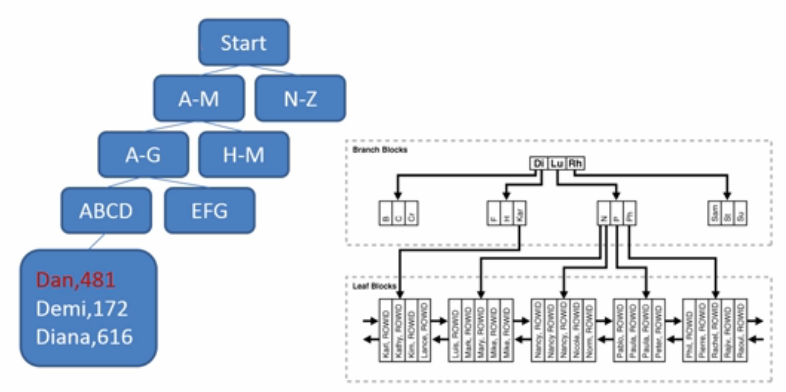 Start
A-M
N-Z
A-G
H-M
ABCD
EFG
Dan,481
Demi,172
Diana,616
Branch Blocks
Di Lu Rh
B
C
Cr
F
H
Kar
N
P
Ph
Sam
St
Su
Leaf Blocks
Karl, ROWID
Kathy, ROWID
Kim, ROWID
Lance, ROWID
Luis, ROWID
Mark, ROWID
Mary, ROWID
Mike, ROWID
Mike, ROWID
Nancy, ROWID
Nancy, ROWID
Nancy, ROWID
Nicole, ROWID
Norm, ROWID
Pablo, ROWID
Paula, ROWID
Paula, ROWID
Peter, ROWID
Phil, ROWID
Pierre, ROWID
Rachel, ROWID
Rajiv, ROWID
Raoul, ROWID